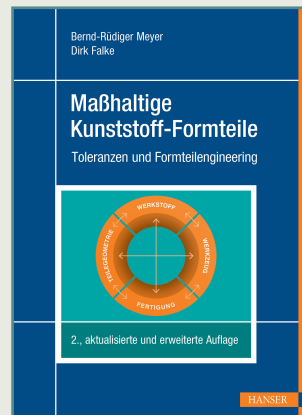 Bernd-Rüdiger Meyer
Dirk Falke
Maßhaltige
Kunststoff-Formteile
Toleranzen und Formteilengineering
WERKSTOFF
TEILEGEOMETRIE
WERKZEUG
FERTIGUNG
2., aktualisierte und erweiterte Auflage
HANSER